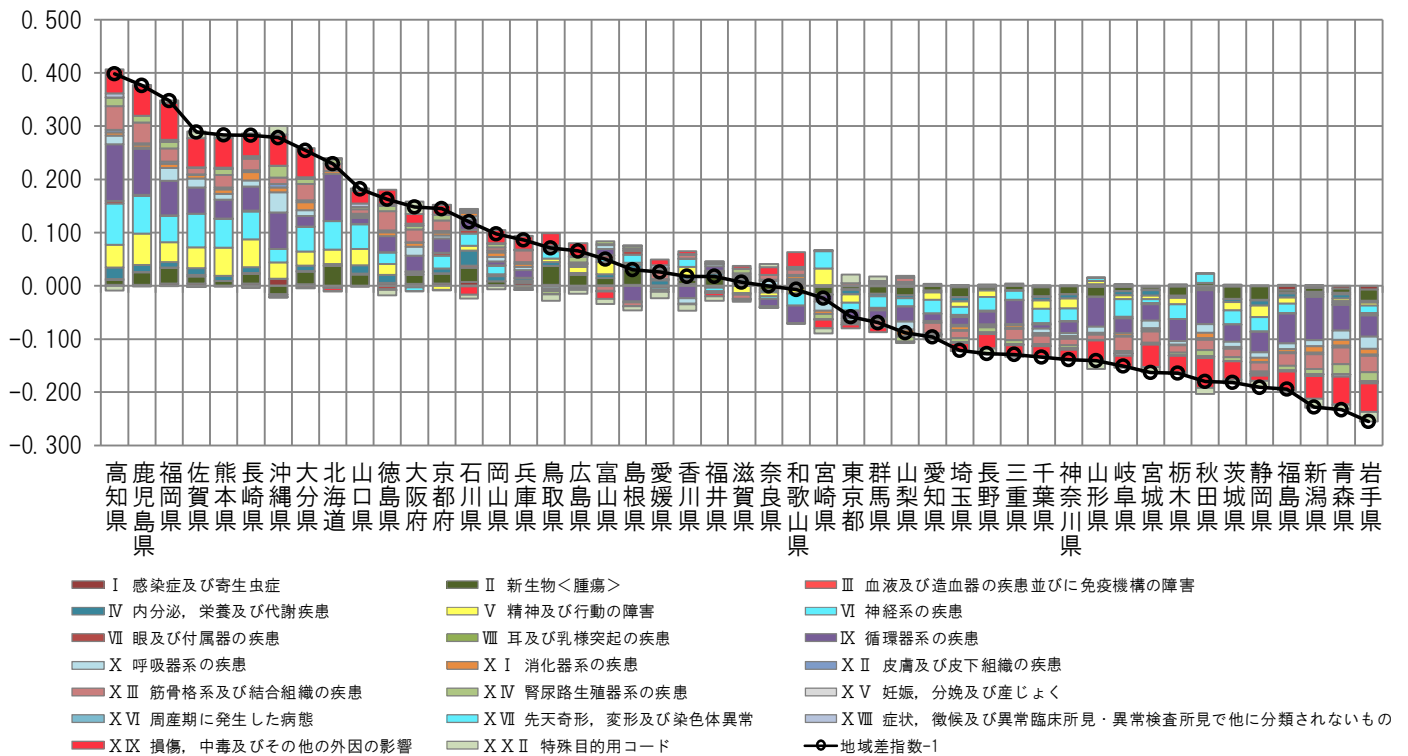 0.500
0.400
0.300
0.200
0.100
0.000
-0.100
-0.200
-0.300
高知県
鹿児島県
福岡県
佐賀県
熊本県
長崎県
沖縄県
大分県
北海道
山口県
徳島県
大阪府
京都府
石川県
岡山県
兵庫県
鳥取県
広島県
富山県
島根県
愛媛県
香川県
福井県
滋賀県
奈良県
和歌山県
宮崎県
東京都
群馬県
山梨県
愛知県
埼玉県
長野県
三重県
千葉県
神奈川県
山形県
岐阜県
宮城県
栃木県
秋田県
茨城県
静岡県
福島県
新潟県
青森県
岩手県
Ⅰ 感染症及び寄生虫症
Ⅱ 新生物＜腫瘍＞
Ⅲ 血液及び造血器の疾患並びに免疫機構の障害
Ⅳ 内分泌，栄養及び代謝疾患
Ⅴ 精神及び行動の障害
Ⅵ 神経系の疾患
Ⅶ 眼及び付属器の疾患
Ⅷ 耳及び乳様突起の疾患
Ⅸ 循環器系の疾患
Ⅹ 呼吸器系の疾患
ⅩⅠ 消化器系の疾患
ⅩⅡ 皮膚及び皮下組織の疾患
ⅩⅢ 筋骨格系及び結合組織の疾患
ⅩⅣ 腎尿路生殖器系の疾患
ⅩⅤ 妊娠，分娩及び産じょく
ⅩⅥ 周産期に発生した病態
ⅩⅦ 先天奇形，変形及び染色体異常
ⅩⅧ 症状，徴候及び異常臨床所見・異常検査所見で他に分類されないもの
ⅩⅨ 損傷，中毒及びその他の外因の影響
ⅩⅩⅡ 特殊目的用コード
地域差指数-1